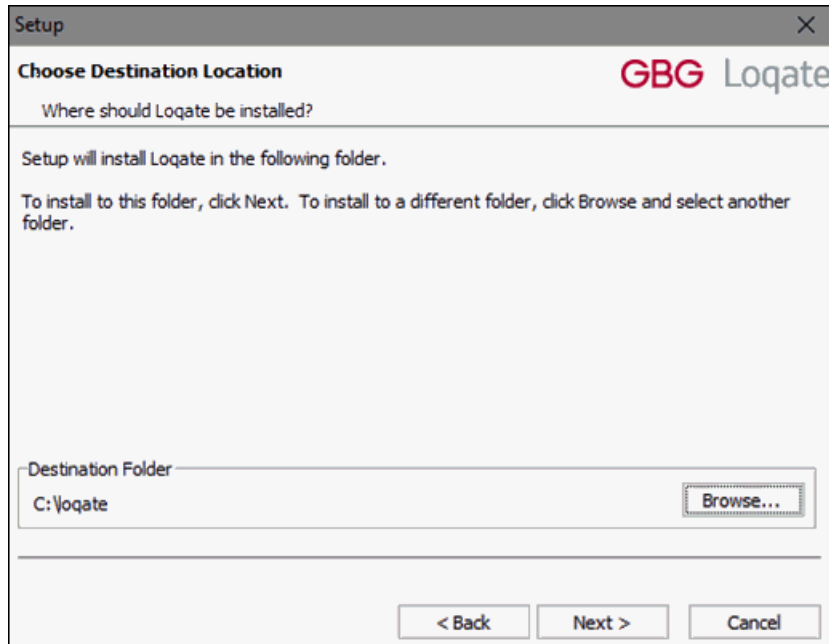 Setup
Choose Destination Location
GBG Loqate
Where should Loqate be installed?
Setup will install Loqate in the following folder.
To install to this folder, click Next. To install to a different folder, click Browse and select another
folder.
Destination Folder
C:\loqate
Browse...
< Back
Next >
Cancel